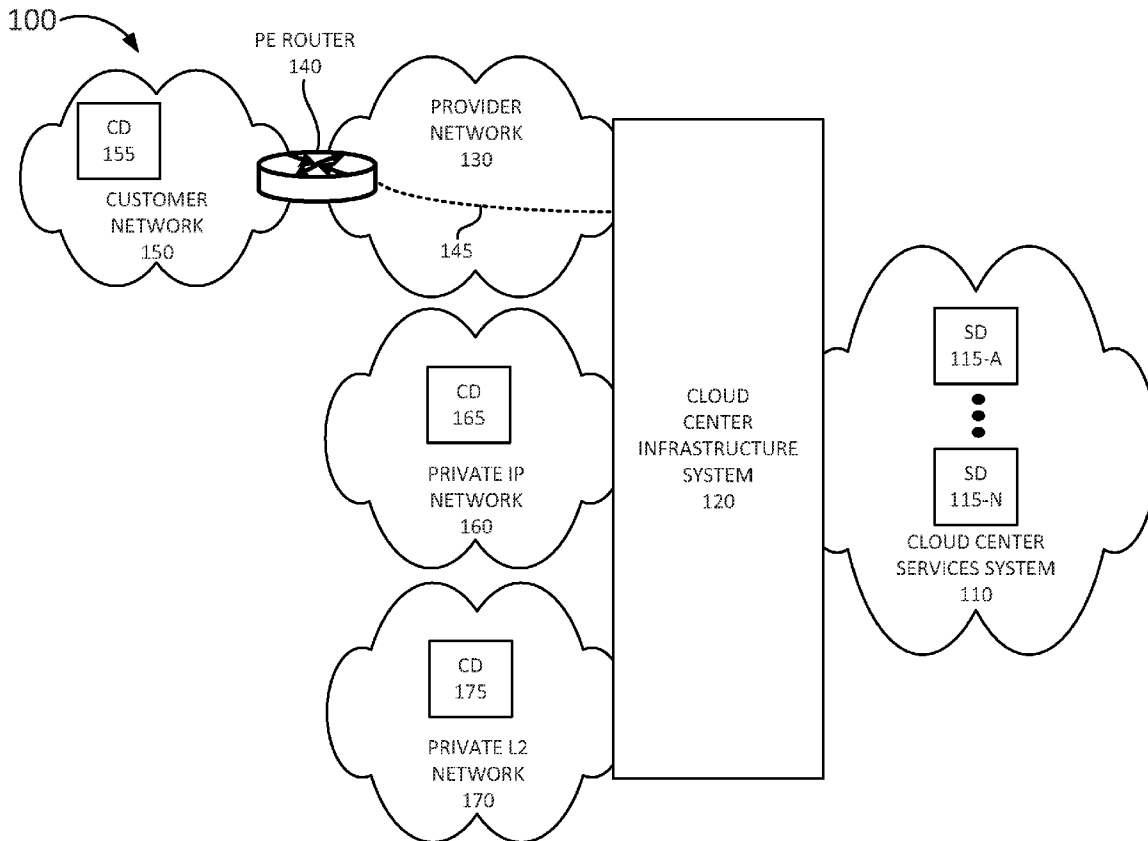 100
PE ROUTER
140
CD
155
CUSTOMER
NETWORK
150
PROVIDER
NETWORK
130
145
CD
165
PRIVATE IP
NETWORK
160
CD
175
PRIVATE L2
NETWORK
170
CLOUD
CENTER
INFRASTRUCTURE
SYSTEM
120
SD
115-A
SD
115-N
CLOUD CENTER
SERVICES SYSTEM
110